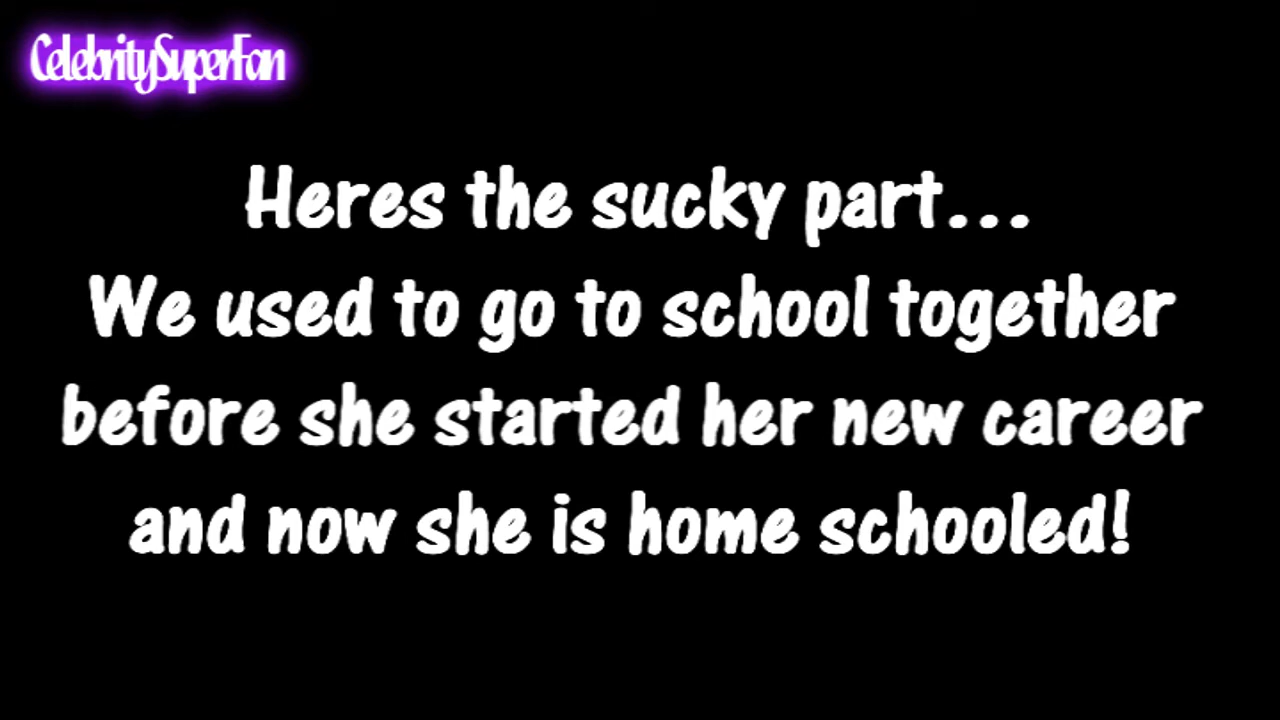 CelebritySuperFan
Heres the sucky part...
We used to go to school together
before she started her new career
and now she is home schooled!